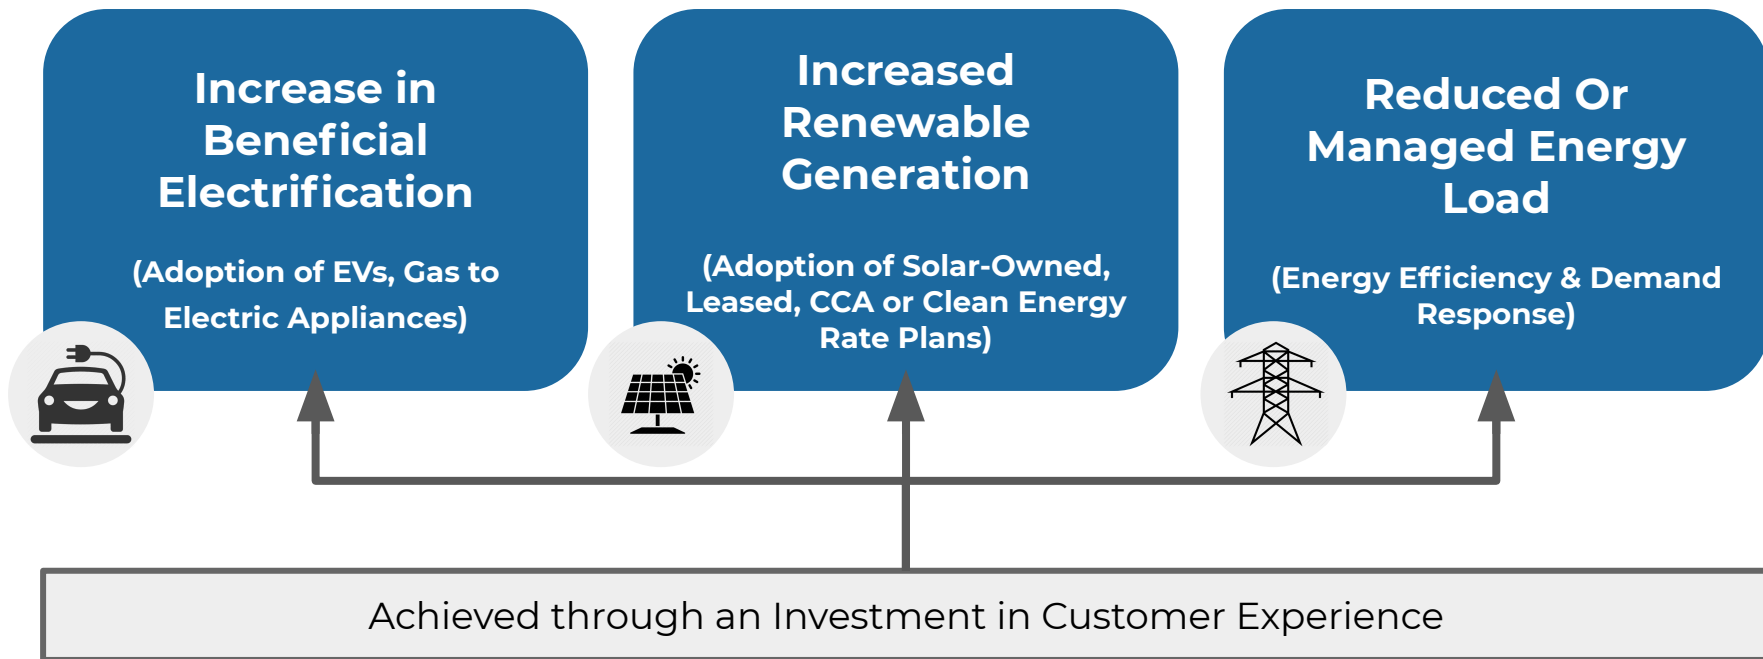 Increase in
Beneficial
Electrification
(Adoption of EVs, Gas to
Electric Appliances)
Increased
Renewable
Generation
(Adoption of Solar-Owned,
Leased, CCA or Clean Energy
Rate Plans)
Reduced Or
Managed Energy
Load
(Energy Efficiency & Demand
Response)
Achieved through an Investment in Customer Experience